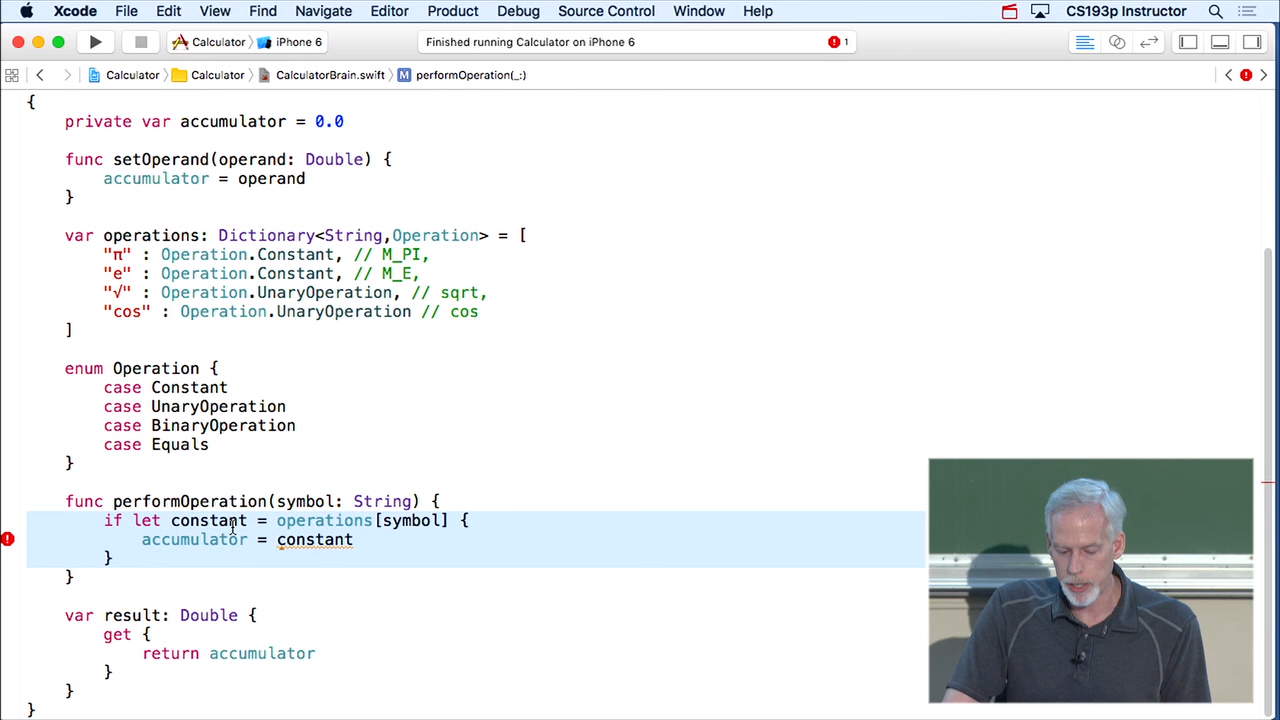 Xcode File Edit View Find Navigate Editor Product Debug Source Control Window Help CS193p Instructor
Calculator iPhone 6 Finished running Calculator on iPhone 6 1
Calculator Calculator CalculatorBrain.swift M performOperation(_:)
{
private var accumulator = 0.0
func setOperand(operand: Double) {
accumulator = operand
}
var operations: Dictionary<String,Operation> = [
"π" : Operation.Constant, // M_PI,
"e" : Operation.Constant, // M_E,
"√" : Operation.UnaryOperation, // sqrt,
"cos" : Operation.UnaryOperation // cos
]
enum Operation {
case Constant
case UnaryOperation
case BinaryOperation
case Equals
}
func performOperation(symbol: String) {
if let constant = operations[symbol] {
accumulator = constant
}
}
var result: Double {
get {
return accumulator
}
}
}